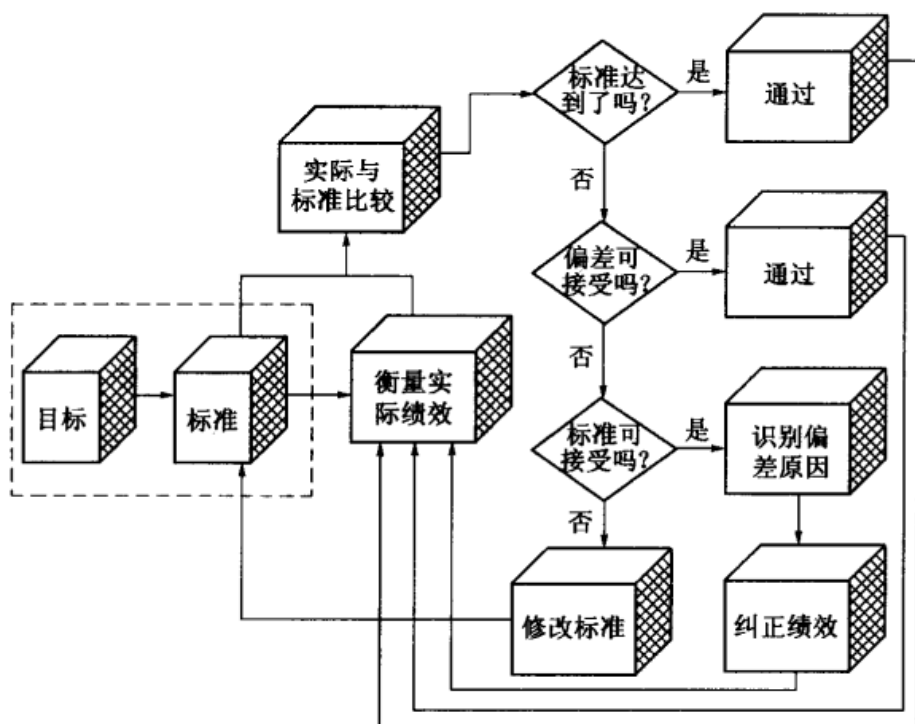 标准达
到了吗？
是
通过
实际与
标准比较
否
偏差可
接受吗？
是
通过
否
目标
标准
衡量实
际绩效
标准可
接受吗？
是
识别偏
差原因
否
修改标准
纠正绩效